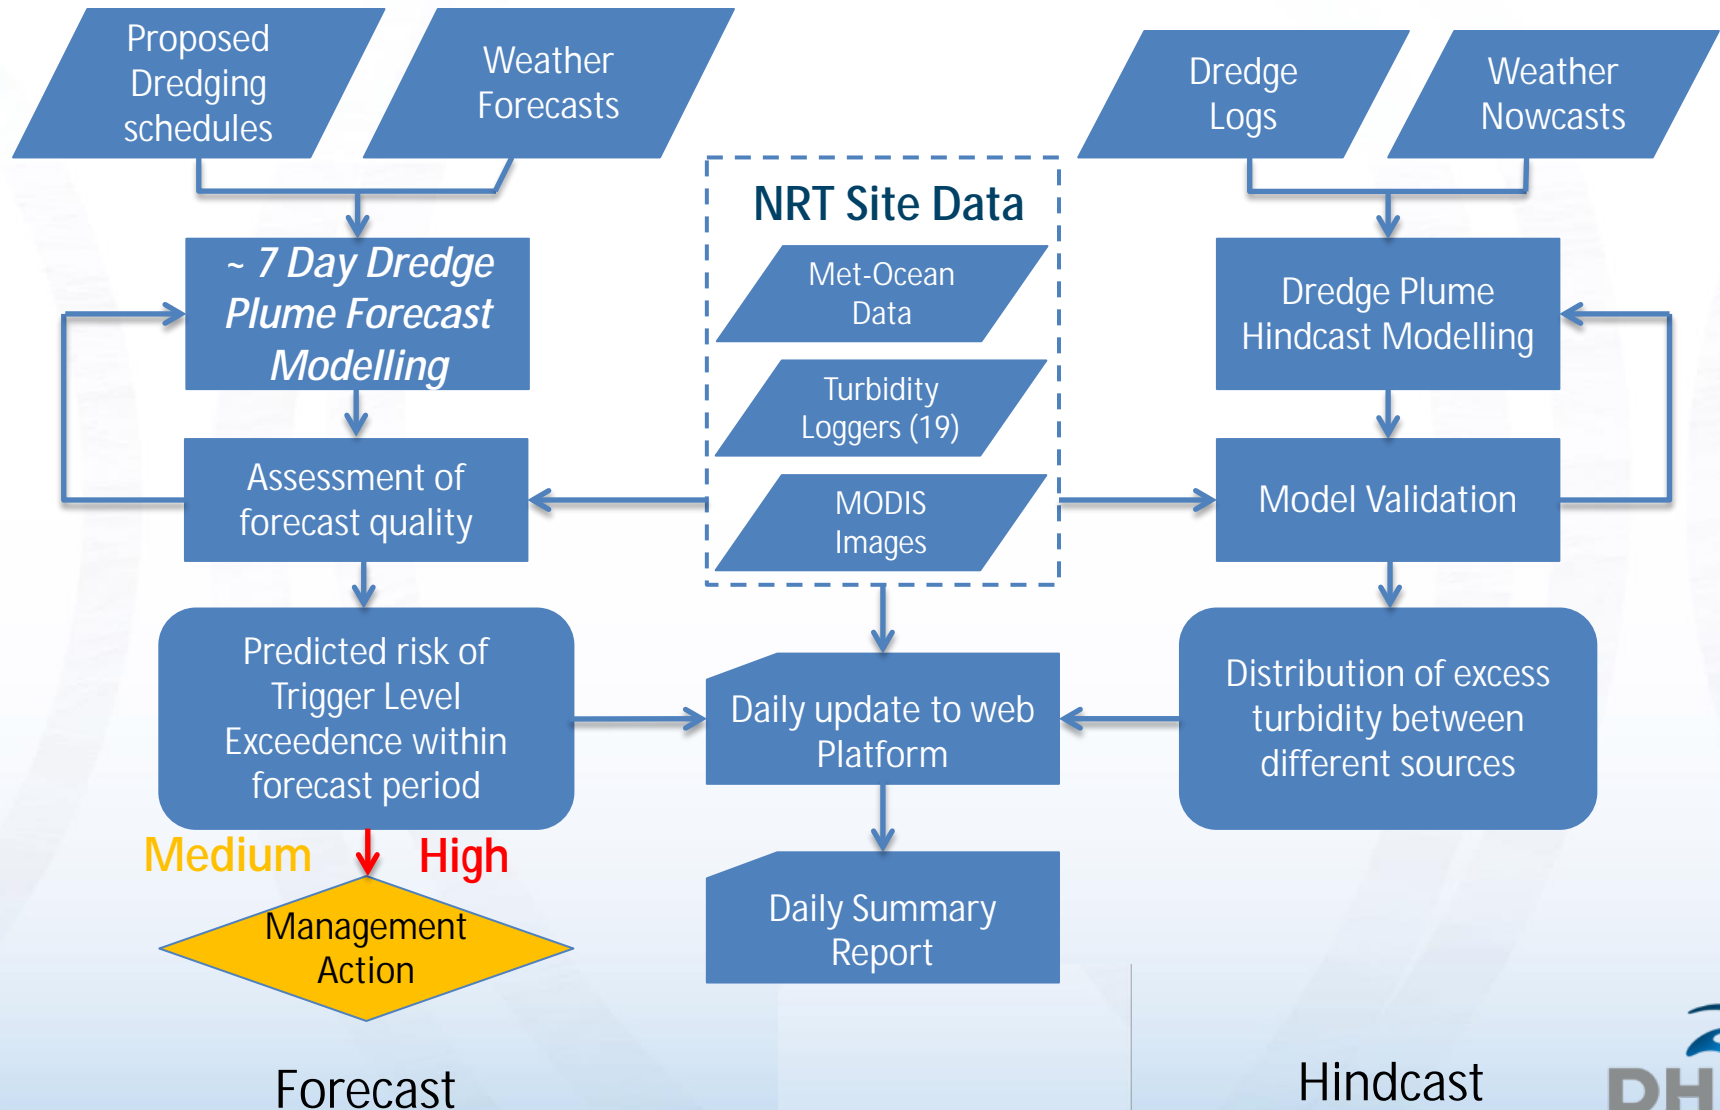 Proposed
Dredging
schedules
Weather
Forecasts
Dredge
Logs
Weather
Nowcasts
NRT Site Data
Met-Ocean
Data
Turbidity
Loggers (19)
MODIS
Images
~ 7 Day Dredge
Plume Forecast
Modelling
Dredge Plume
Hindcast Modelling
Assessment of
forecast quality
Model Validation
Predicted risk of
Trigger Level
Exceedence within
forecast period
Daily update to web
Platform
Distribution of excess
turbidity between
different sources
Medium
High
Management
Action
Daily Summary
Report
Forecast
Hindcast